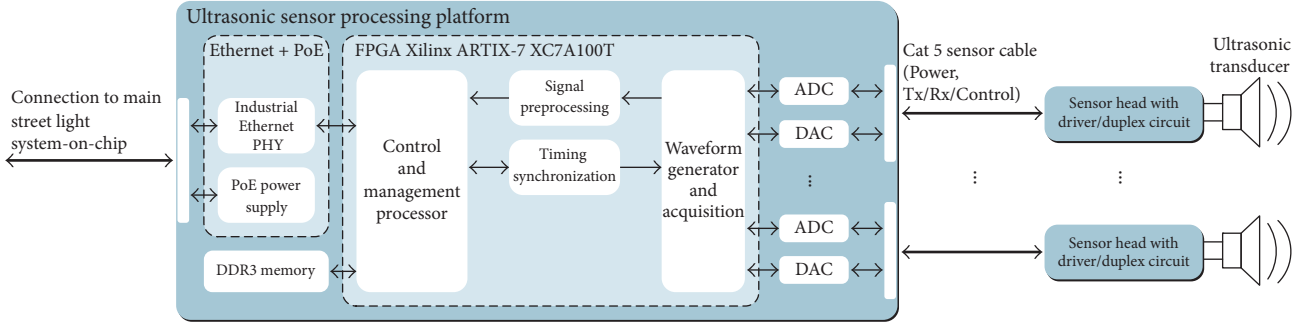 Ultrasonic sensor processing platform
Connection to main
street light
system-on-chip
Ethernet + PoE
Industrial
Ethernet
PHY
PoE power
supply
DDR3 memory
FPGA Xilinx ARTIX-7 XC7A100T
Control
and
management
processor
Signal
preprocessing
Timing
synchronization
Waveform
generator
and
acquisition
ADC
DAC
...
ADC
DAC
Cat 5 sensor cable
(Power,
Tx/Rx/Control)
...
Ultrasonic
transducer
Sensor head with
driver/duplex circuit
...
Sensor head with
driver/duplex circuit